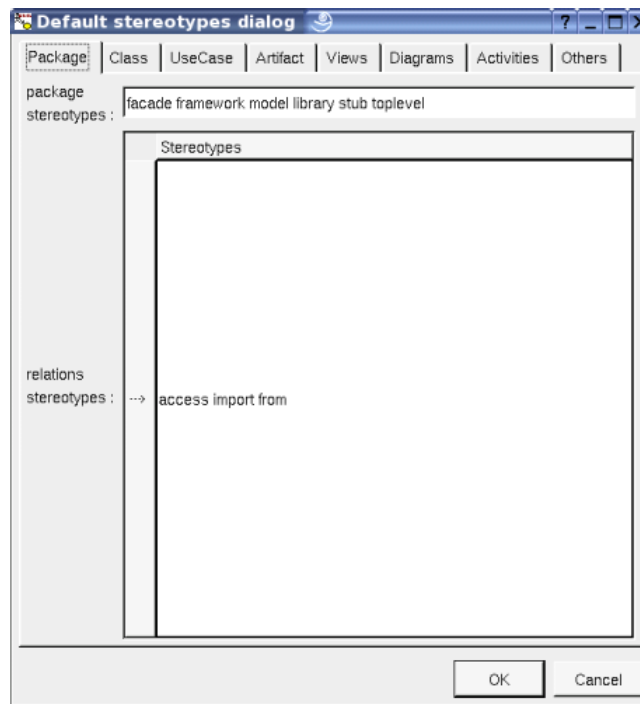 Default stereotypes dialog
Package Class UseCase Artifact Views Diagrams Activities Others
package
stereotypes :
facade framework model library stub toplevel
Stereotypes
relations
stereotypes :
access import from
OK Cancel